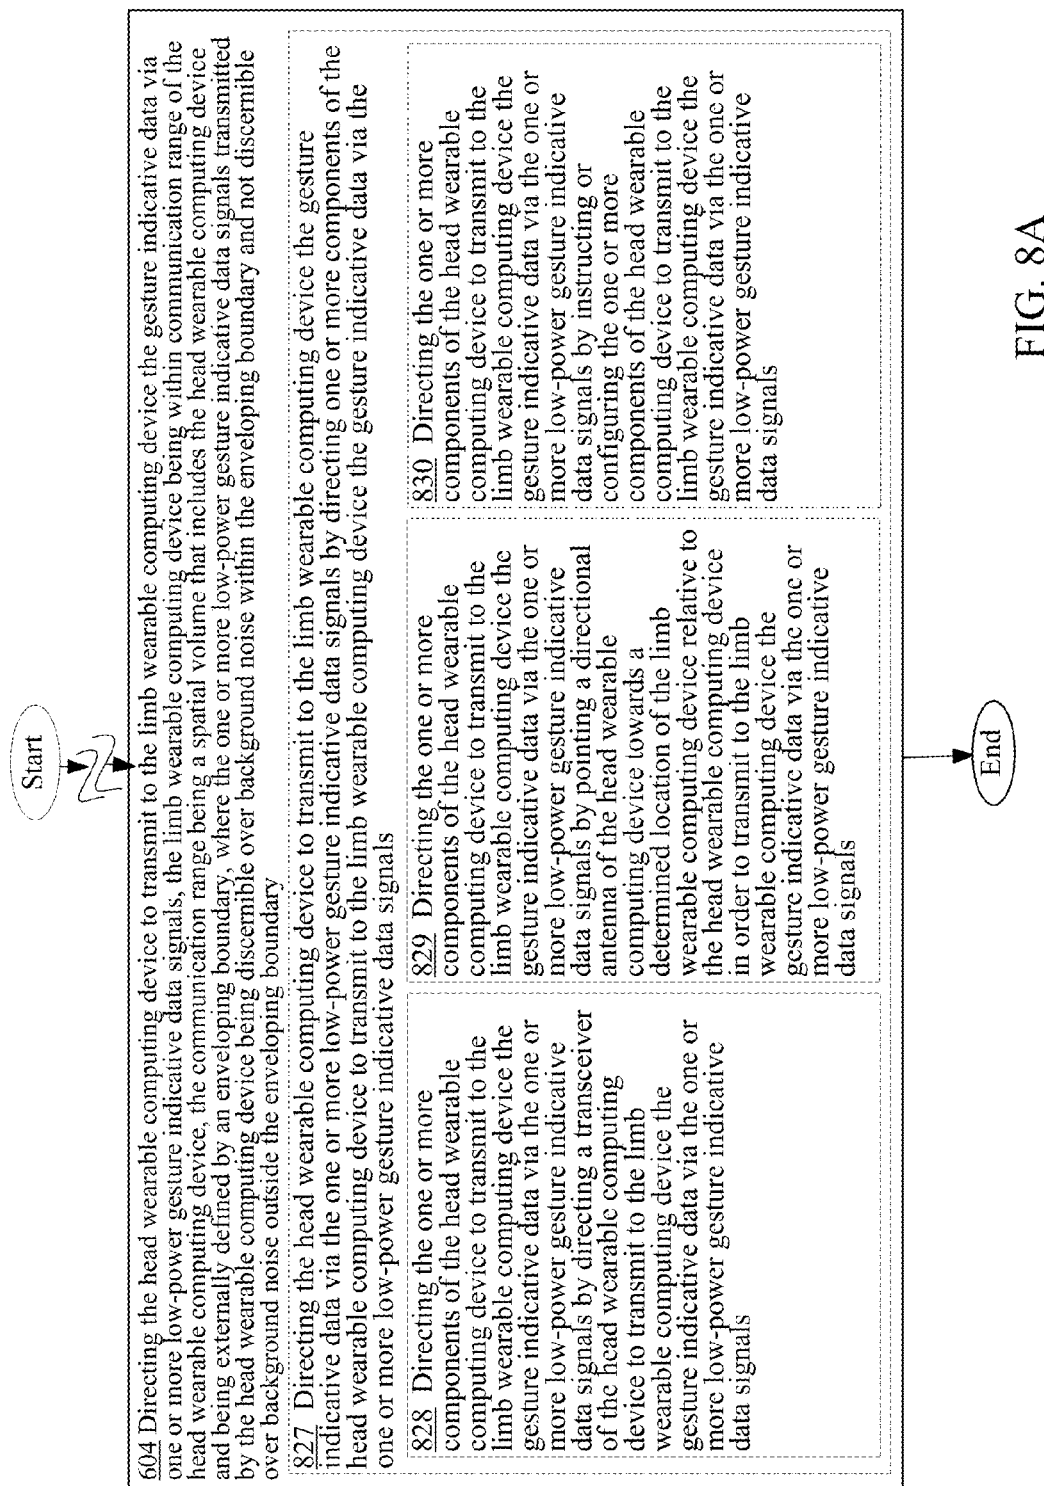 Start
604 Directing the head wearable computing device to transmit to the limb wearable computing device the gesture indicative data via
one or more low-power gesture indicative data signals, the limb wearable computing device being within communication range of the
head wearable computing device, the communication range being a spatial volume that includes the head wearable computing device
and being externally defined by an enveloping boundary, where the one or more low-power gesture indicative data signals transmitted
by the head wearable computing device being discernible over background noise within the enveloping boundary and not discernible
over background noise outside the enveloping boundary
827 Directing the head wearable computing device to transmit to the limb wearable computing device the gesture
indicative data via the one or more low-power gesture indicative data signals by directing one or more components of the
head wearable computing device to transmit to the limb wearable computing device the gesture indicative data via the
one or more low-power gesture indicative data signals
828 Directing the one or more
components of the head wearable
computing device to transmit to the
limb wearable computing device the
gesture indicative data via the one or
more low-power gesture indicative
data signals by directing a transceiver
of the head wearable computing
device to transmit to the limb
wearable computing device the
gesture indicative data via the one or
more low-power gesture indicative
data signals
829 Directing the one or more
components of the head wearable
computing device to transmit to the
limb wearable computing device the
gesture indicative data via the one or
more low-power gesture indicative
data signals by pointing a directional
antenna of the head wearable
computing device towards a
determined location of the limb
wearable computing device relative to
the head wearable computing device
in order to transmit to the limb
wearable computing device the
gesture indicative data via the one or
more low-power gesture indicative
data signals
830 Directing the one or more
components of the head wearable
computing device to transmit to the
limb wearable computing device the
gesture indicative data via the one or
more low-power gesture indicative
data signals by instructing or
configuring the one or more
components of the head wearable
computing device to transmit to the
limb wearable computing device the
gesture indicative data via the one or
more low-power gesture indicative
data signals
End
FIG. 8A